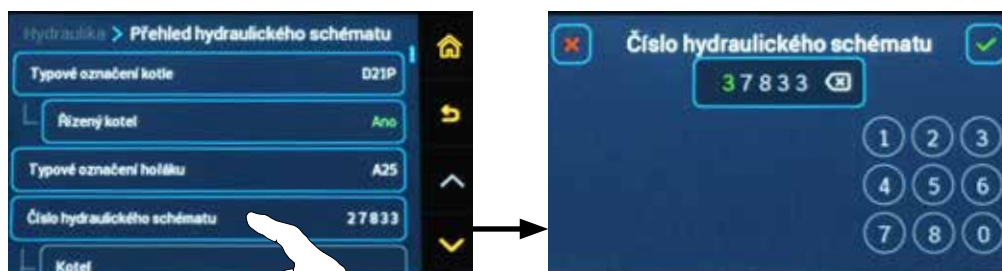 Hydraulika > Přehled hydraulického schématu
Typové označení kotle D21P
Řízený kotel Ano
Typové označení hořáku A25
Číslo hydraulického schématu 27833
Kotel
Číslo hydraulického schématu
37833
1 2 3
4 5 6
7 8 0